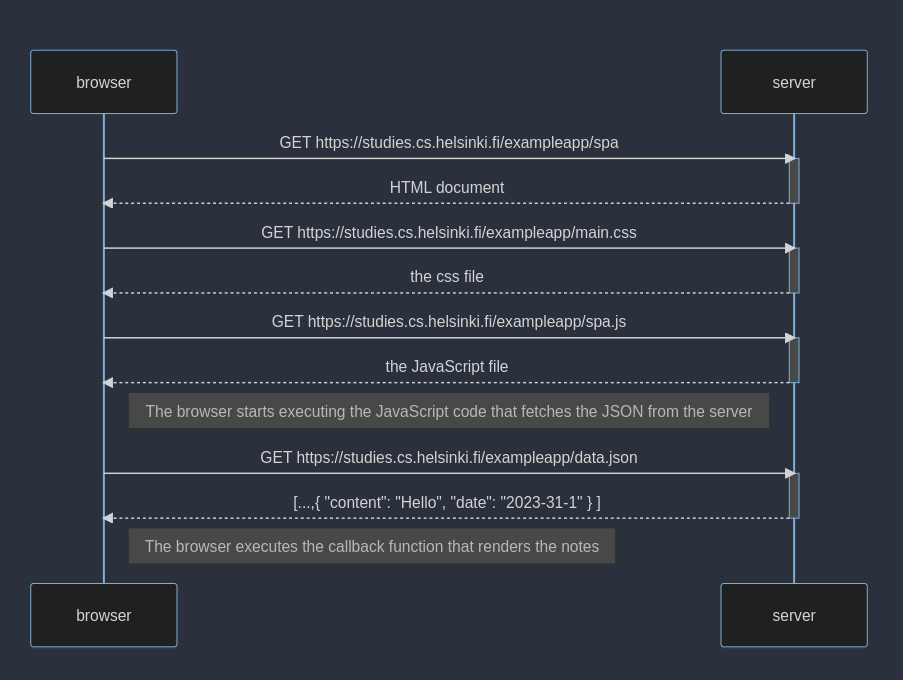 browser
server
GET https://studies.cs.helsinki.fi/exampleapp/spa
HTML document
GET https://studies.cs.helsinki.fi/exampleapp/main.css
the css file
GET https://studies.cs.helsinki.fi/exampleapp/spa.js
the JavaScript file
The browser starts executing the JavaScript code that fetches the JSON from the server
GET https://studies.cs.helsinki.fi/exampleapp/data.json
[...,{ "content": "Hello", "date": "2023-31-1" } ]
The browser executes the callback function that renders the notes
browser
server